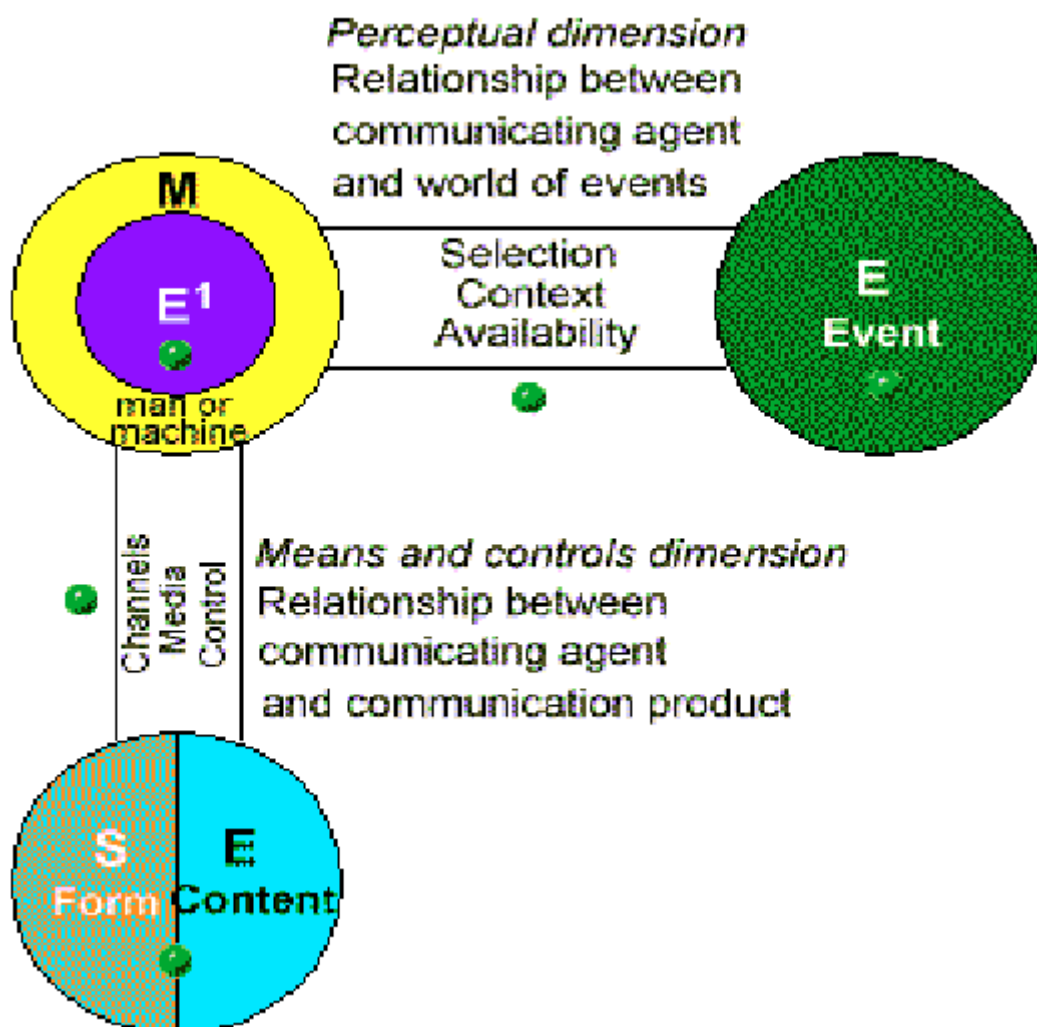 Perceptual dimension
Relationship between
communicating agent
and world of events
M
E¹
man or
machine
Selection
Context
Availability
E
Event
Channels
Media
Control
Means and controls dimension
Relationship between
communicating agent
and communication product
S
Form
E
Content